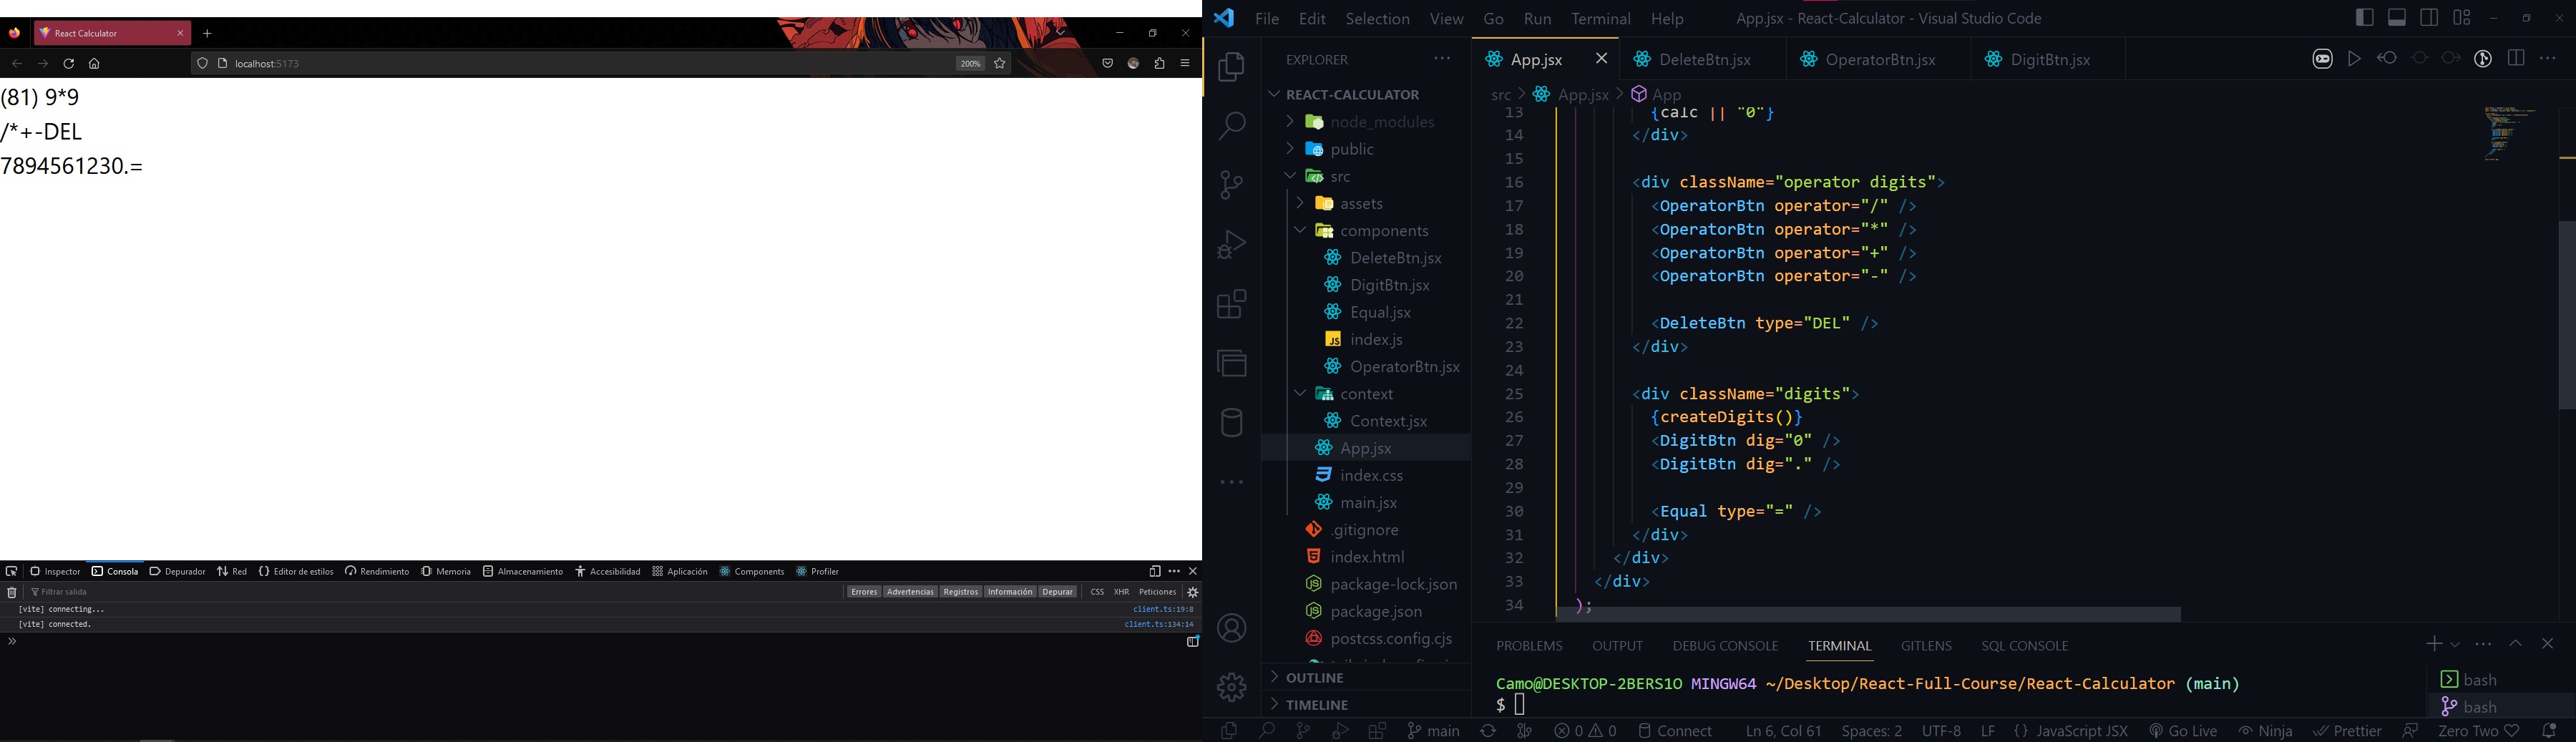 React Calculator
localhost:5173
200%
(81) 9*9
/*+-DEL
7894561230.=
Inspector Consola Depurador Red Editor de estilos Rendimiento Memoria Almacenamiento Accesibilidad Aplicación Components Profiler
Filtrar salida
Errores Advertencias Registros Información Depurar CSS XHR Peticiones
[vite] connecting... client.ts:19:8
[vite] connected. client.ts:134:14
File Edit Selection View Go Run Terminal Help
App.jsx - React-Calculator - Visual Studio Code
EXPLORER
REACT-CALCULATOR
node_modules
public
src
assets
components
DeleteBtn.jsx
DigitBtn.jsx
Equal.jsx
JS index.js
OperatorBtn.jsx
context
Context.jsx
App.jsx
index.css
main.jsx
.gitignore
index.html
package-lock.json
package.json
postcss.config.cjs
OUTLINE
TIMELINE
App.jsx DeleteBtn.jsx OperatorBtn.jsx DigitBtn.jsx
src > App.jsx > App
13 {calc || "0"}
14 </div>
15
16 <div className="operator digits">
17 <OperatorBtn operator="/" />
18 <OperatorBtn operator="*" />
19 <OperatorBtn operator="+" />
20 <OperatorBtn operator="-" />
21
22 <DeleteBtn type="DEL" />
23 </div>
24
25 <div className="digits">
26 {createDigits()}
27 <DigitBtn dig="0" />
28 <DigitBtn dig="." />
29
30 <Equal type="=" />
31 </div>
32 </div>
33 </div>
34 );
PROBLEMS OUTPUT DEBUG CONSOLE TERMINAL GITLENS SQL CONSOLE
Camo@DESKTOP-2BERS1O MINGW64 ~/Desktop/React-Full-Course/React-Calculator (main)
$
bash
bash
main 0 0 Connect Ln 6, Col 61 Spaces: 2 UTF-8 LF {} JavaScript JSX Go Live Ninja Prettier Zero Two